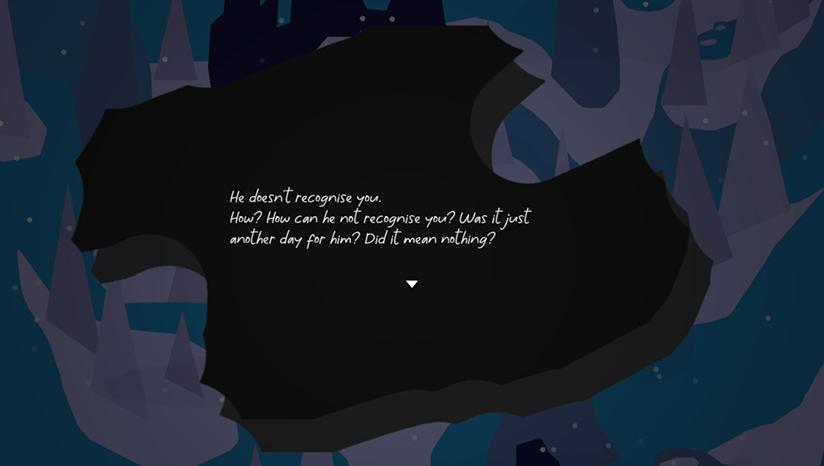 He doesn't recognise you.
How? How can he not recognise you? Was it just
another day for him? Did it mean nothing?